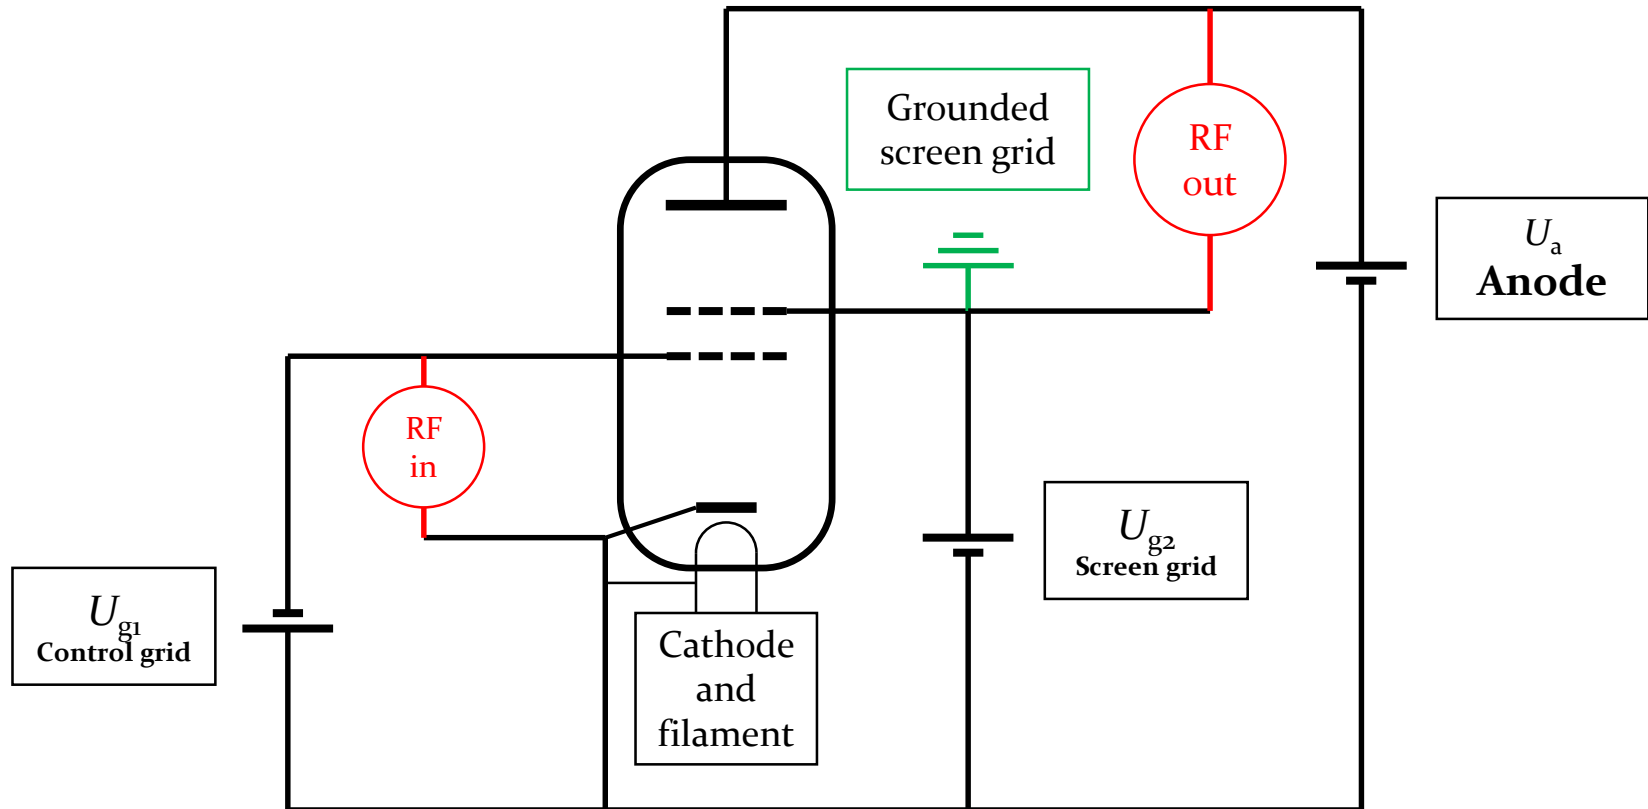 Grounded
screen grid
RF
out
Ua
Anode
RF
in
Ug2
Screen grid
Ug1
Control grid
Cathode
and
filament